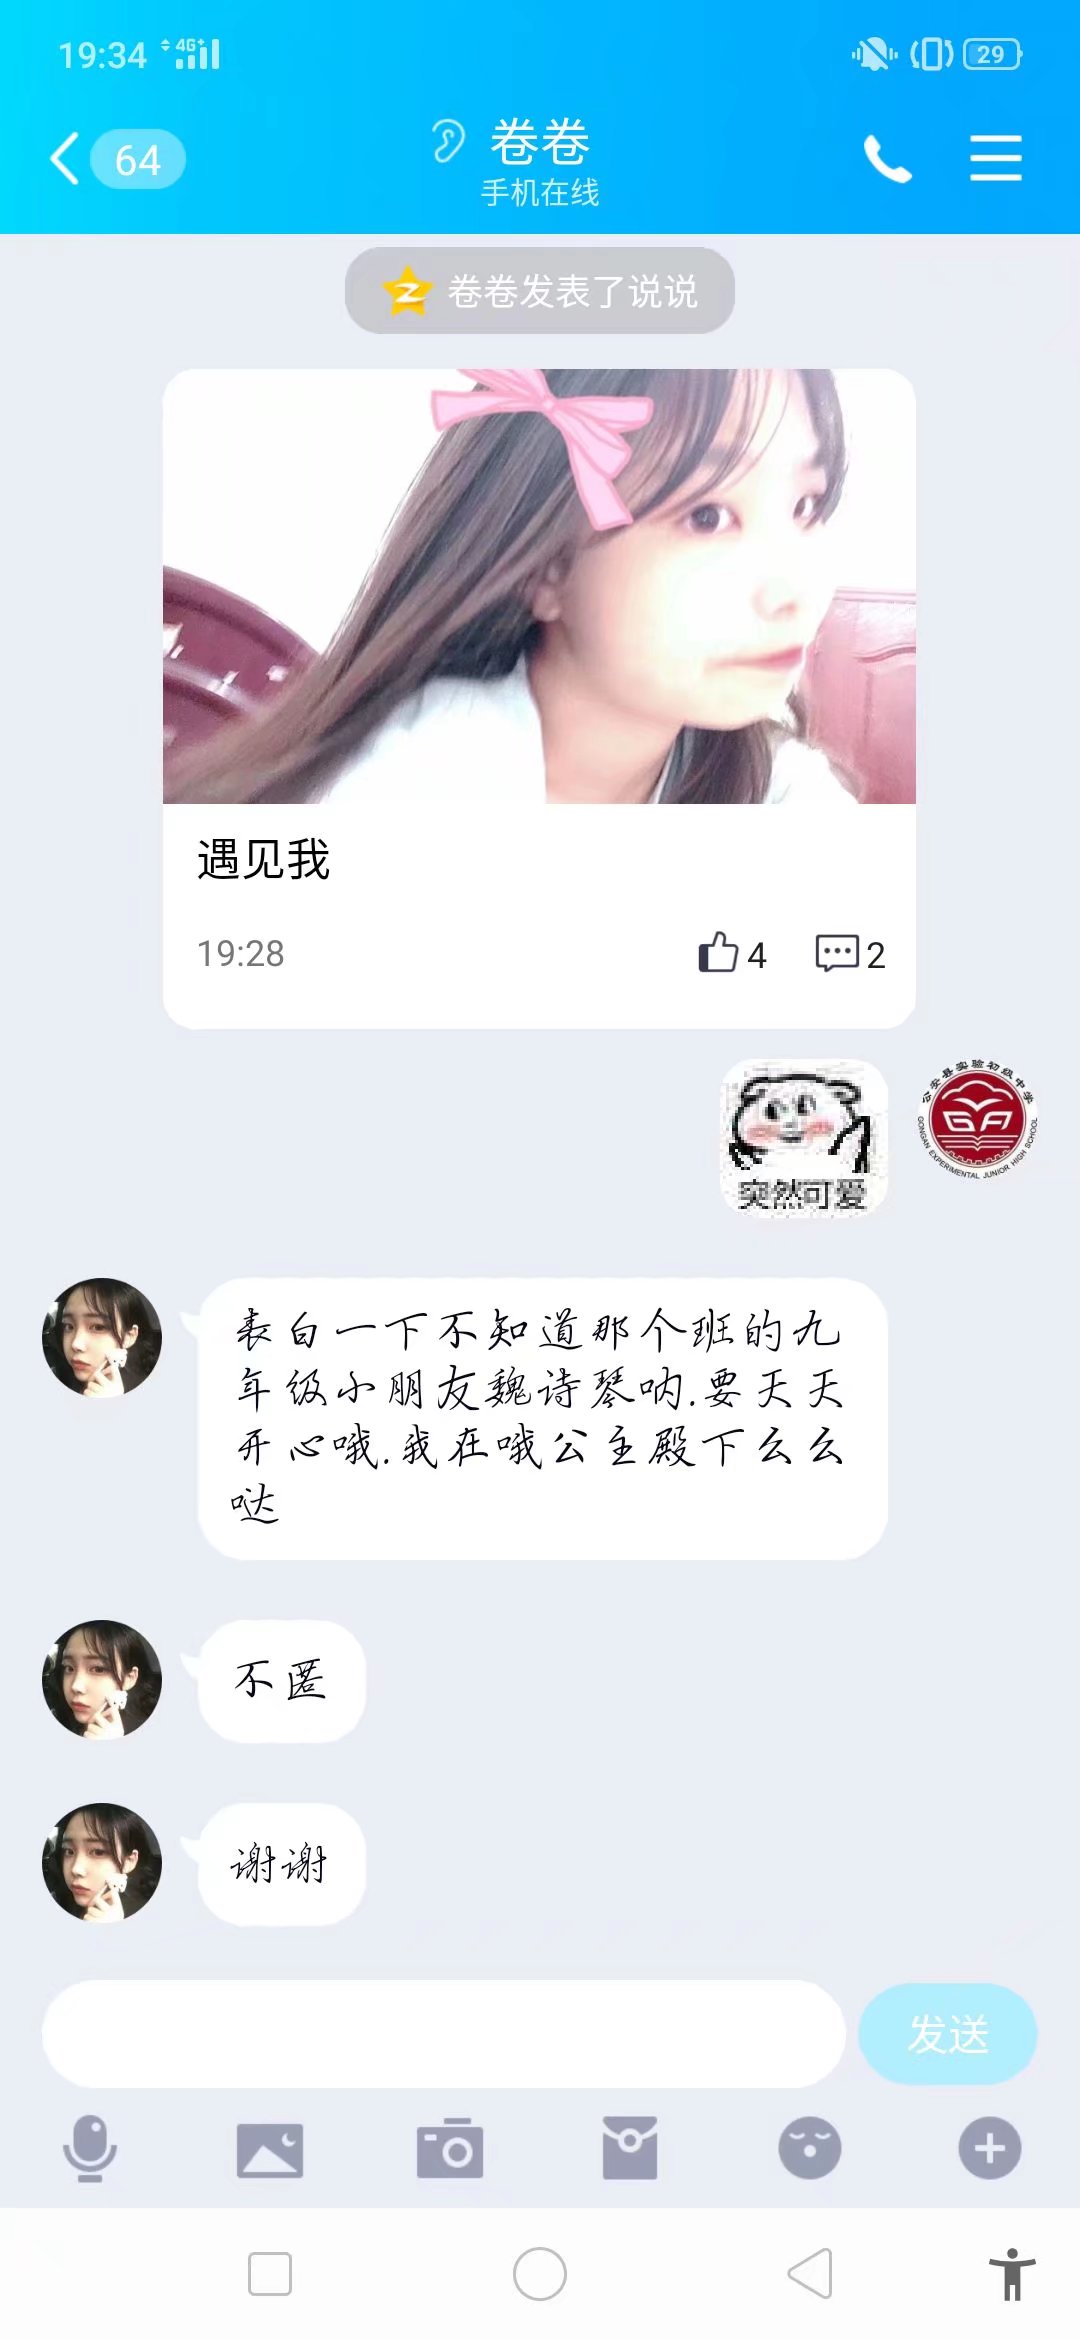 19:34 4G+ 29
64
卷卷
手机在线
卷卷发表了说说
遇见我
19:28 4 2
突然可爱
公安县实验初级中学
GA
GONGAN EXPERIMENTAL JUNIOR HIGH SCHOOL
表白一下不知道那个班的九
年级小朋友魏诗琴呐.要天天
开心哦.我在哦公主殿下么么
哒
不匿
谢谢
发送